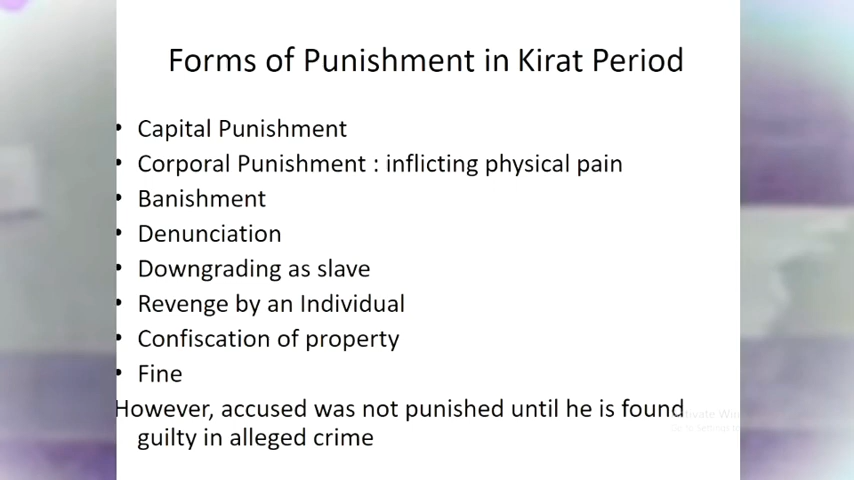 Forms of Punishment in Kirat Period
• Capital Punishment
• Corporal Punishment : inflicting physical pain
• Banishment
• Denunciation
• Downgrading as slave
• Revenge by an Individual
• Confiscation of property
• Fine
However, accused was not punished until he is found
guilty in alleged crime